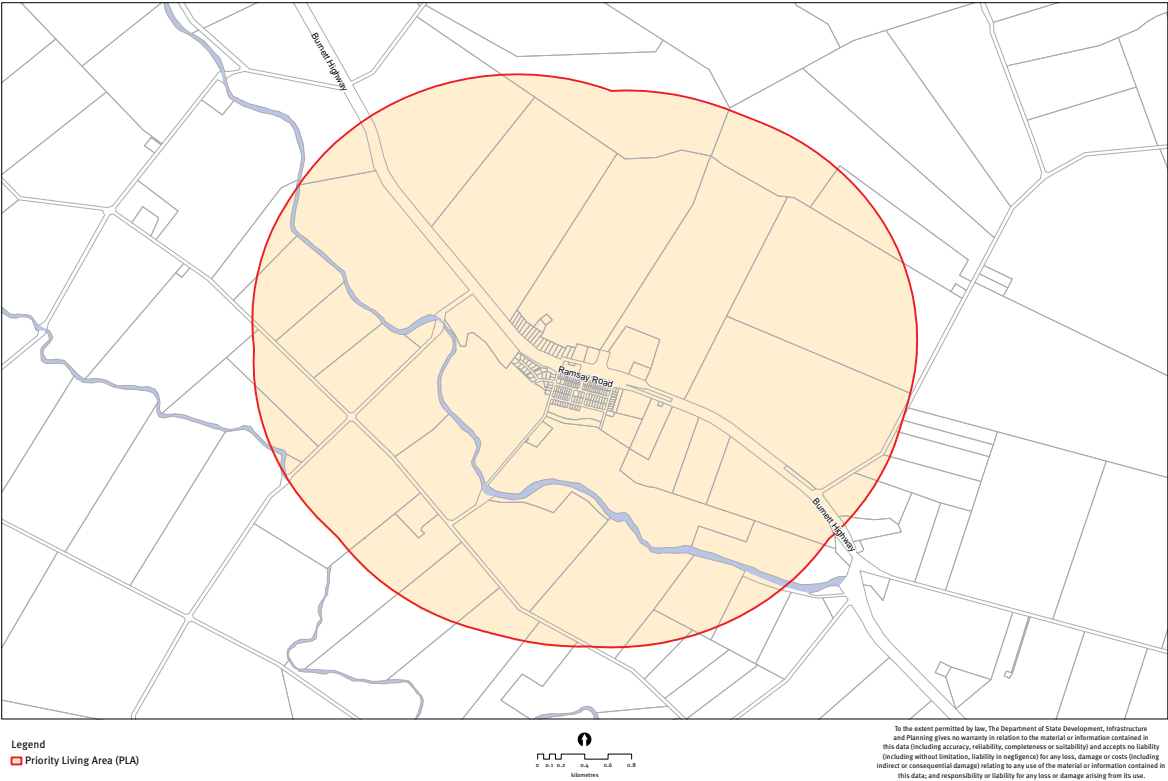 Burnett Highway
Ramsay Road
Burnett Highway
Legend
Priority Living Area (PLA)
0 0.1 0.2 0.4 0.6 0.8
kilometres
To the extent permitted by law, The Department of State Development, Infrastructure
and Planning gives no warranty in relation to the material or information contained in
this data (including accuracy, reliability, completeness or suitability) and accepts no liability
(including without limitation, liability in negligence) for any loss, damage or costs (including
indirect or consequential damage) relating to any use of the material or information contained in
this data; and responsibility or liability for any loss or damage arising from its use.